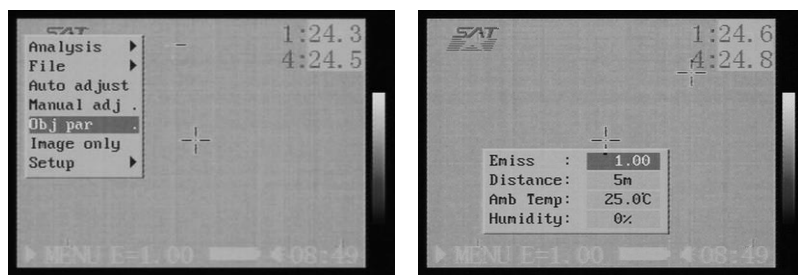 SAT
1:24.3
4:24.5
Analysis
File
Auto adjust
Manual adj .
Obj par .
Image only
Setup
MENU E=1.00 08:49
SAT
1:24.6
4:24.8
Emiss : 1.00
Distance: 5m
Amb Temp: 25.0℃
Humidity: 0%
MENU E=1.00 08:49